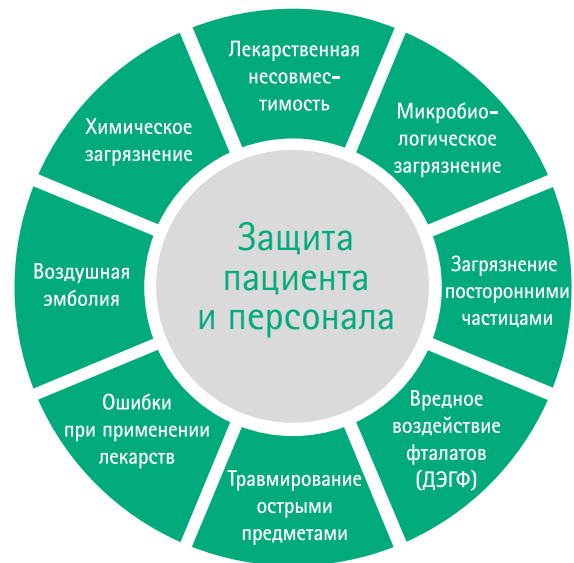 Лекарственная
несовмес-
тимость
Микробио-
логическое
загрязнение
Загрязнение
посторонними
частицами
Вредное
воздействие
фталатов
(ДЭГФ)
Травмирование
острыми
предметами
Ошибки
при применении
лекарств
Воздушная
эмболия
Химическое
загрязнение
Защита
пациента
и персонала